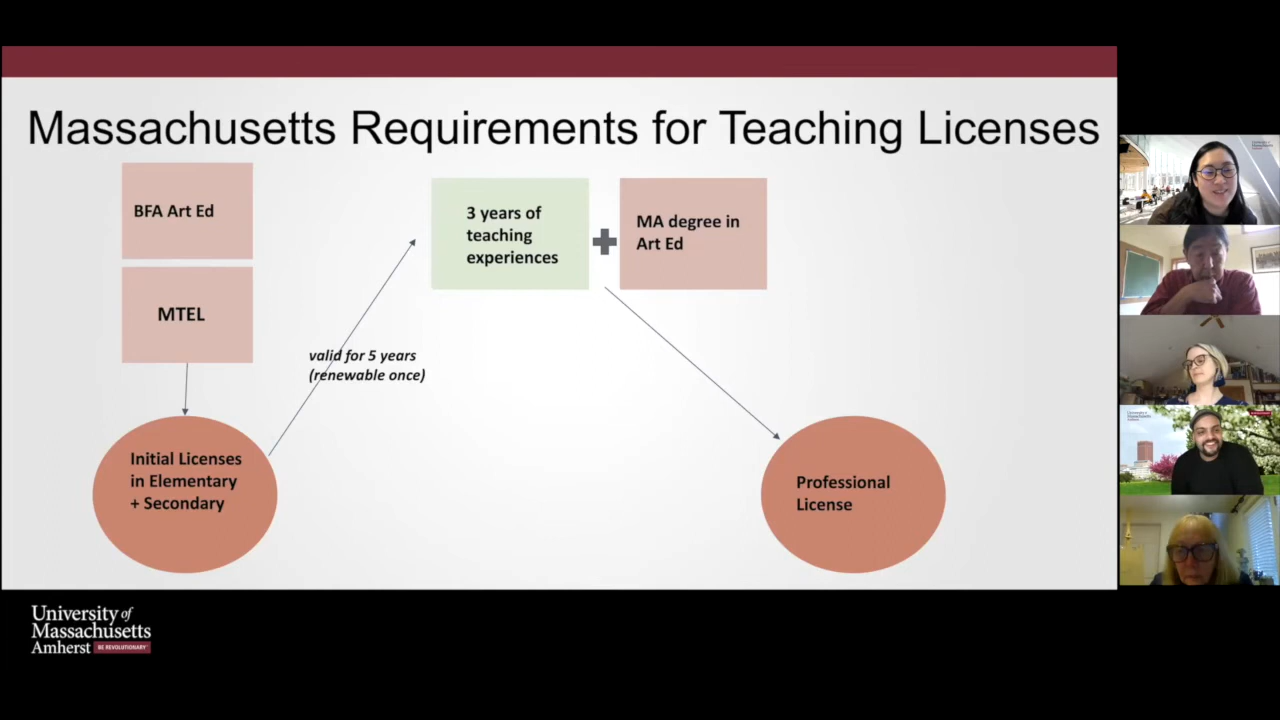 Massachusetts Requirements for Teaching Licenses
BFA Art Ed
MTEL
valid for 5 years
(renewable once)
Initial Licenses
in Elementary
+ Secondary
3 years of
teaching
experiences
MA degree in
Art Ed
Professional
License
University of
Massachusetts
Amherst
BE REVOLUTIONARY